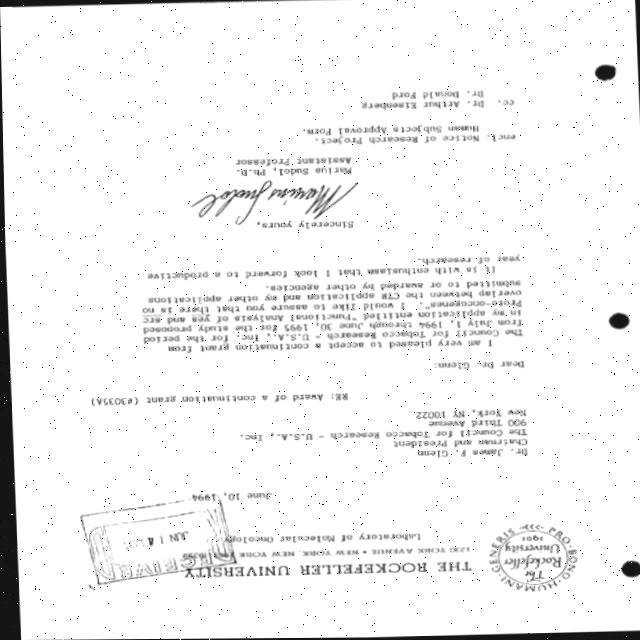 THE ROCKEFELLER UNIVERSITY
1230 YORK AVENUE • NEW YORK, NEW YORK
Laboratory of Molecular Oncology
The
Rockefeller
University
1901
PRO • BONO • HUMANI • GENERIS
RECEIVED
JUN 14
June 10, 1994
Dr. James F. Glenn
Chairman and President
The Council for Tobacco Research - U.S.A., Inc.
900 Third Avenue
New York, NY 10022
RE: Award of a continuation grant (#3035A)
Dear Dr. Glenn:
I am very pleased to accept a continuation grant from
The Council for Tobacco Research - U.S.A., Inc. for the period
from July 1, 1994 through June 30, 1995 for the study proposed
in my application entitled "Functional Analysis of yes and src
Proto-oncogenes". I would like to assure you that there is no
overlap between the CTR application and my other applications
submitted to or awarded by other agencies.
It is with enthusiasm that I look forward to a productive
year of research.
Sincerely yours,
Marius Sudol
Marius Sudol, Ph.D.
Assistant Professor
encl. Notice of Research Project.
Human Subjects Approval Form.
cc. Dr. Arthur Eisenberg
Dr. Donald Ford